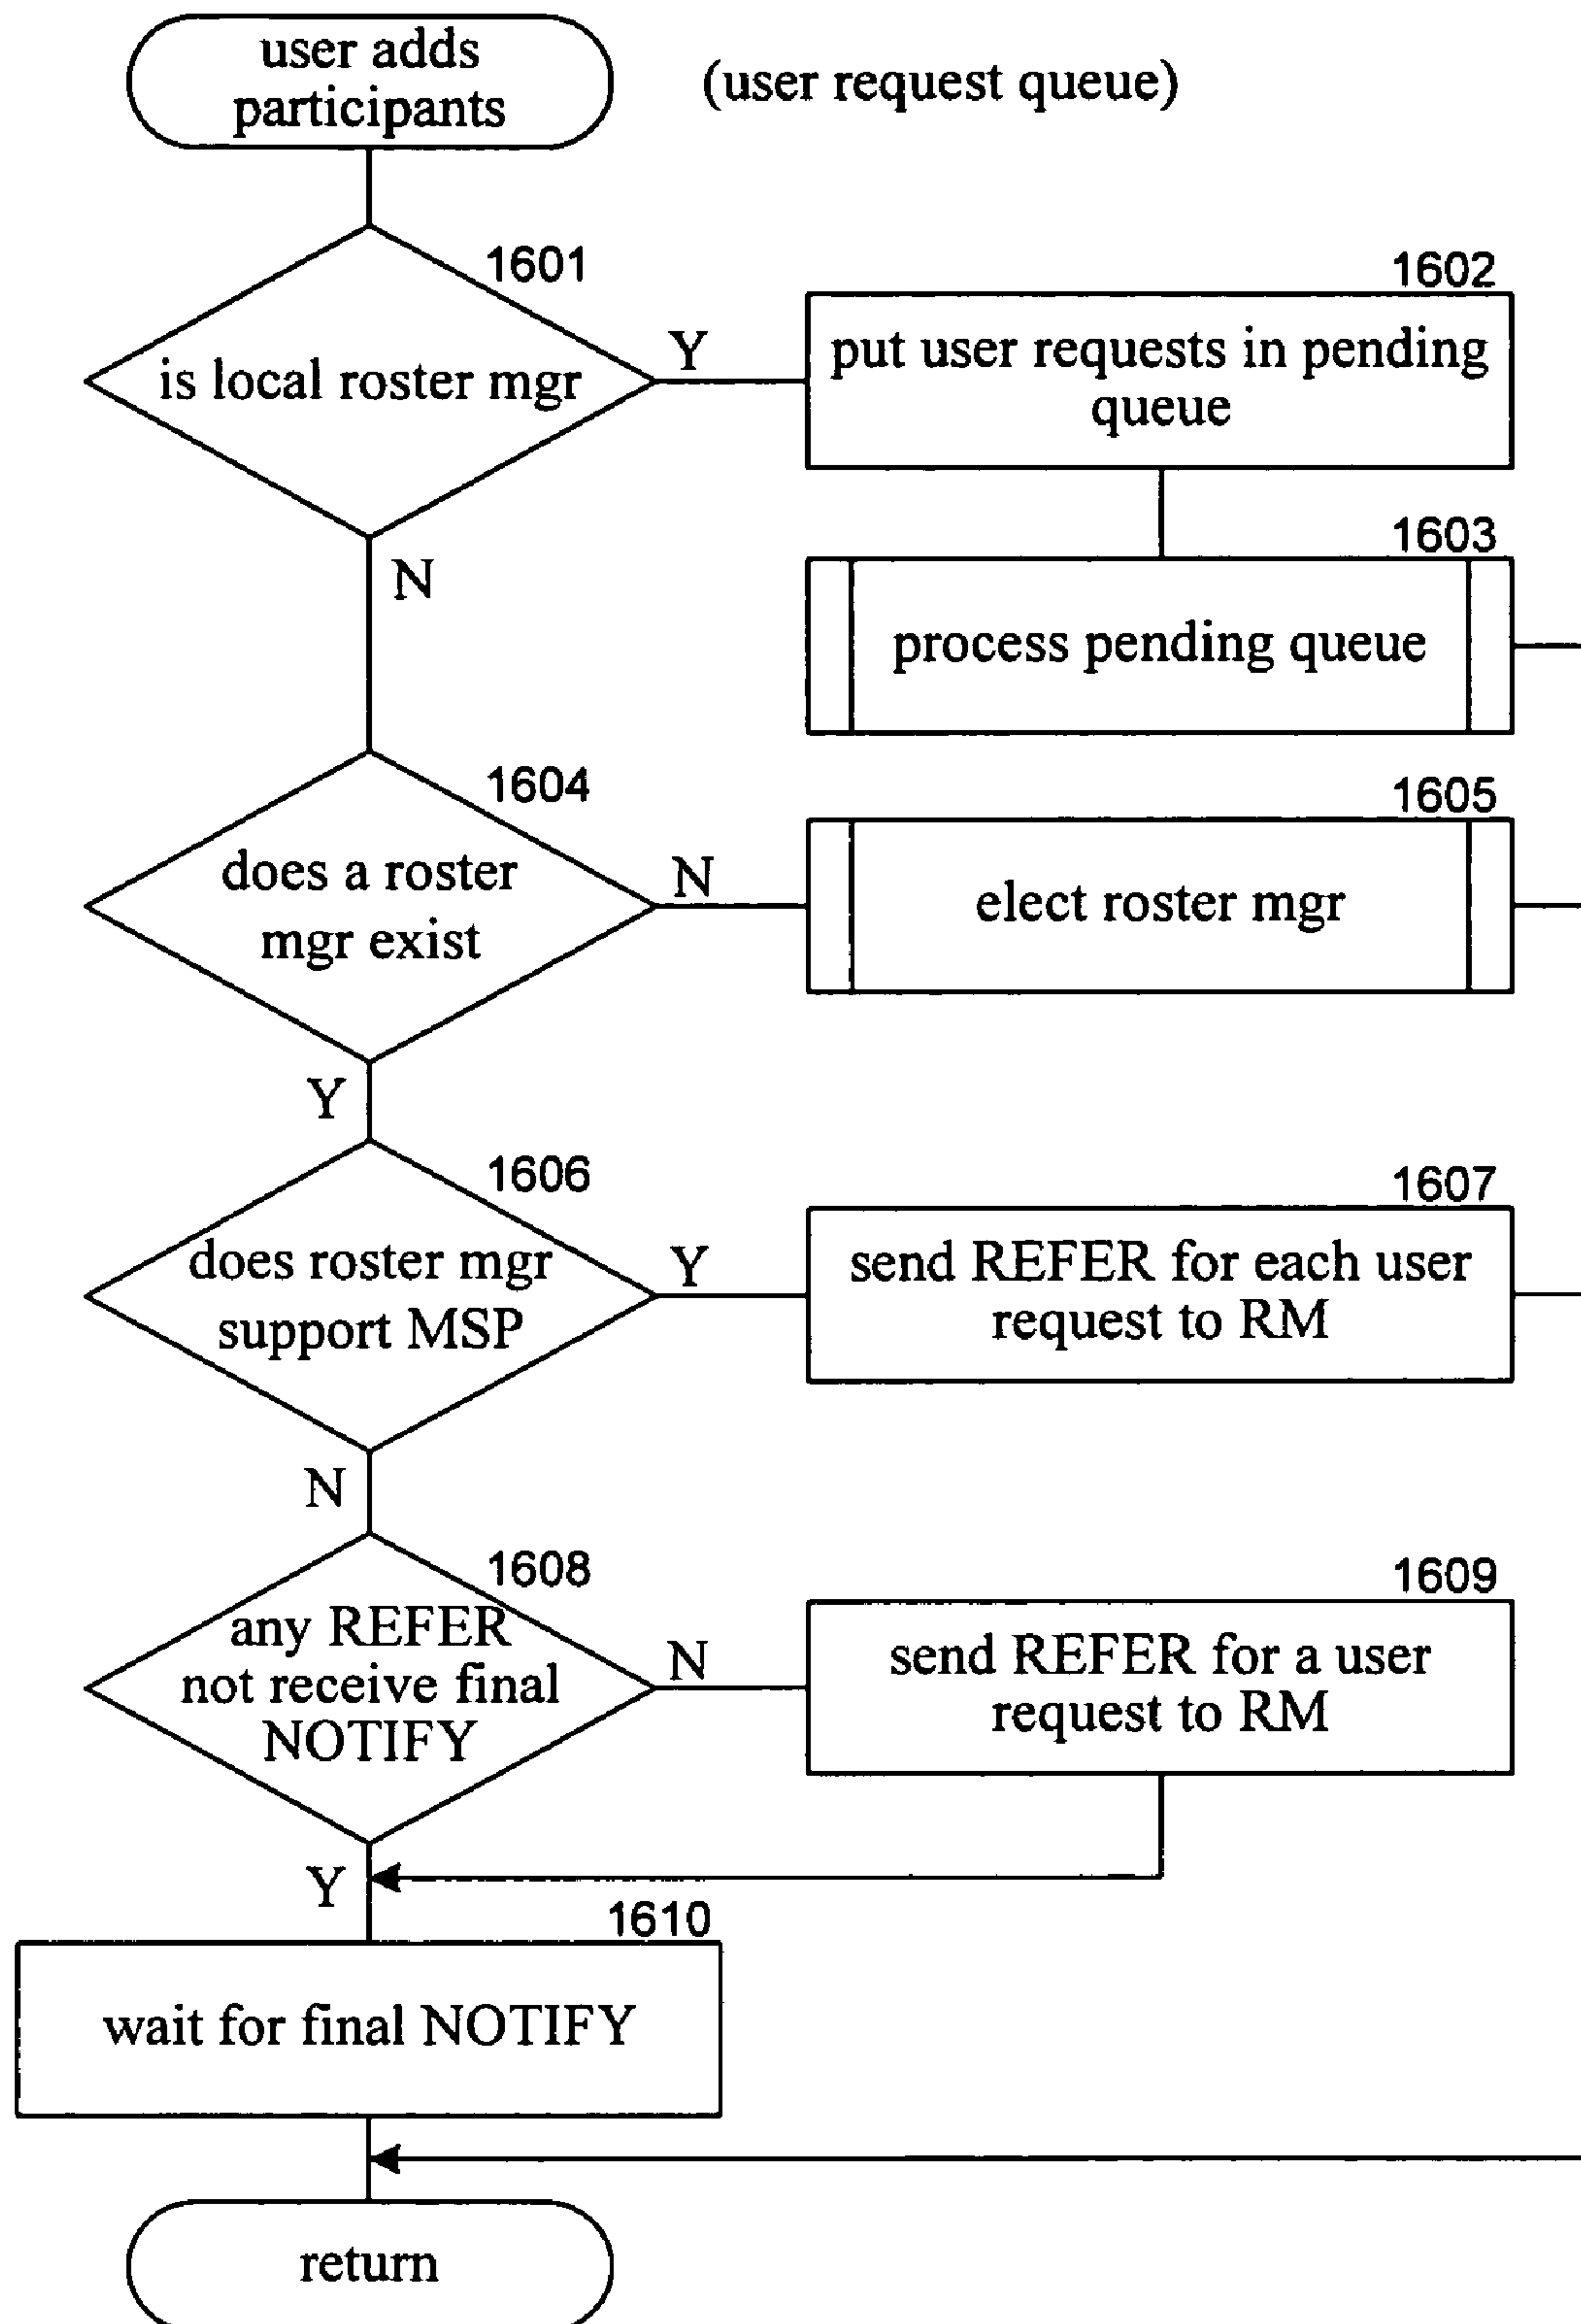 user adds
participants
(user request queue)
1601
is local roster mgr
Y
1602
put user requests in pending
queue
N
1603
process pending queue
1604
does a roster
mgr exist
N
1605
elect roster mgr
Y
1606
does roster mgr
support MSP
Y
1607
send REFER for each user
request to RM
N
1608
any REFER
not receive final
NOTIFY
N
1609
send REFER for a user
request to RM
Y
1610
wait for final NOTIFY
return